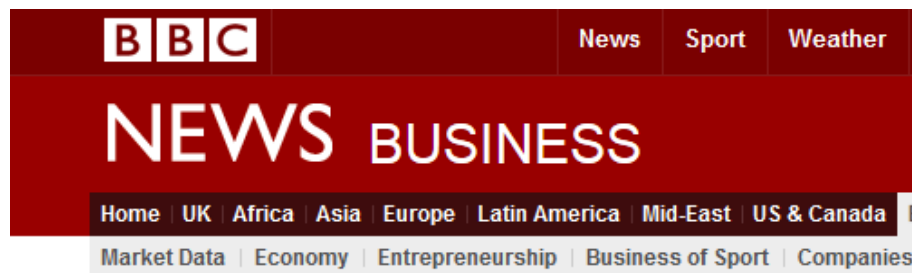 BBC News Sport Weather
NEWS BUSINESS
Home UK Africa Asia Europe Latin America Mid-East US & Canada
Market Data Economy Entrepreneurship Business of Sport Companies